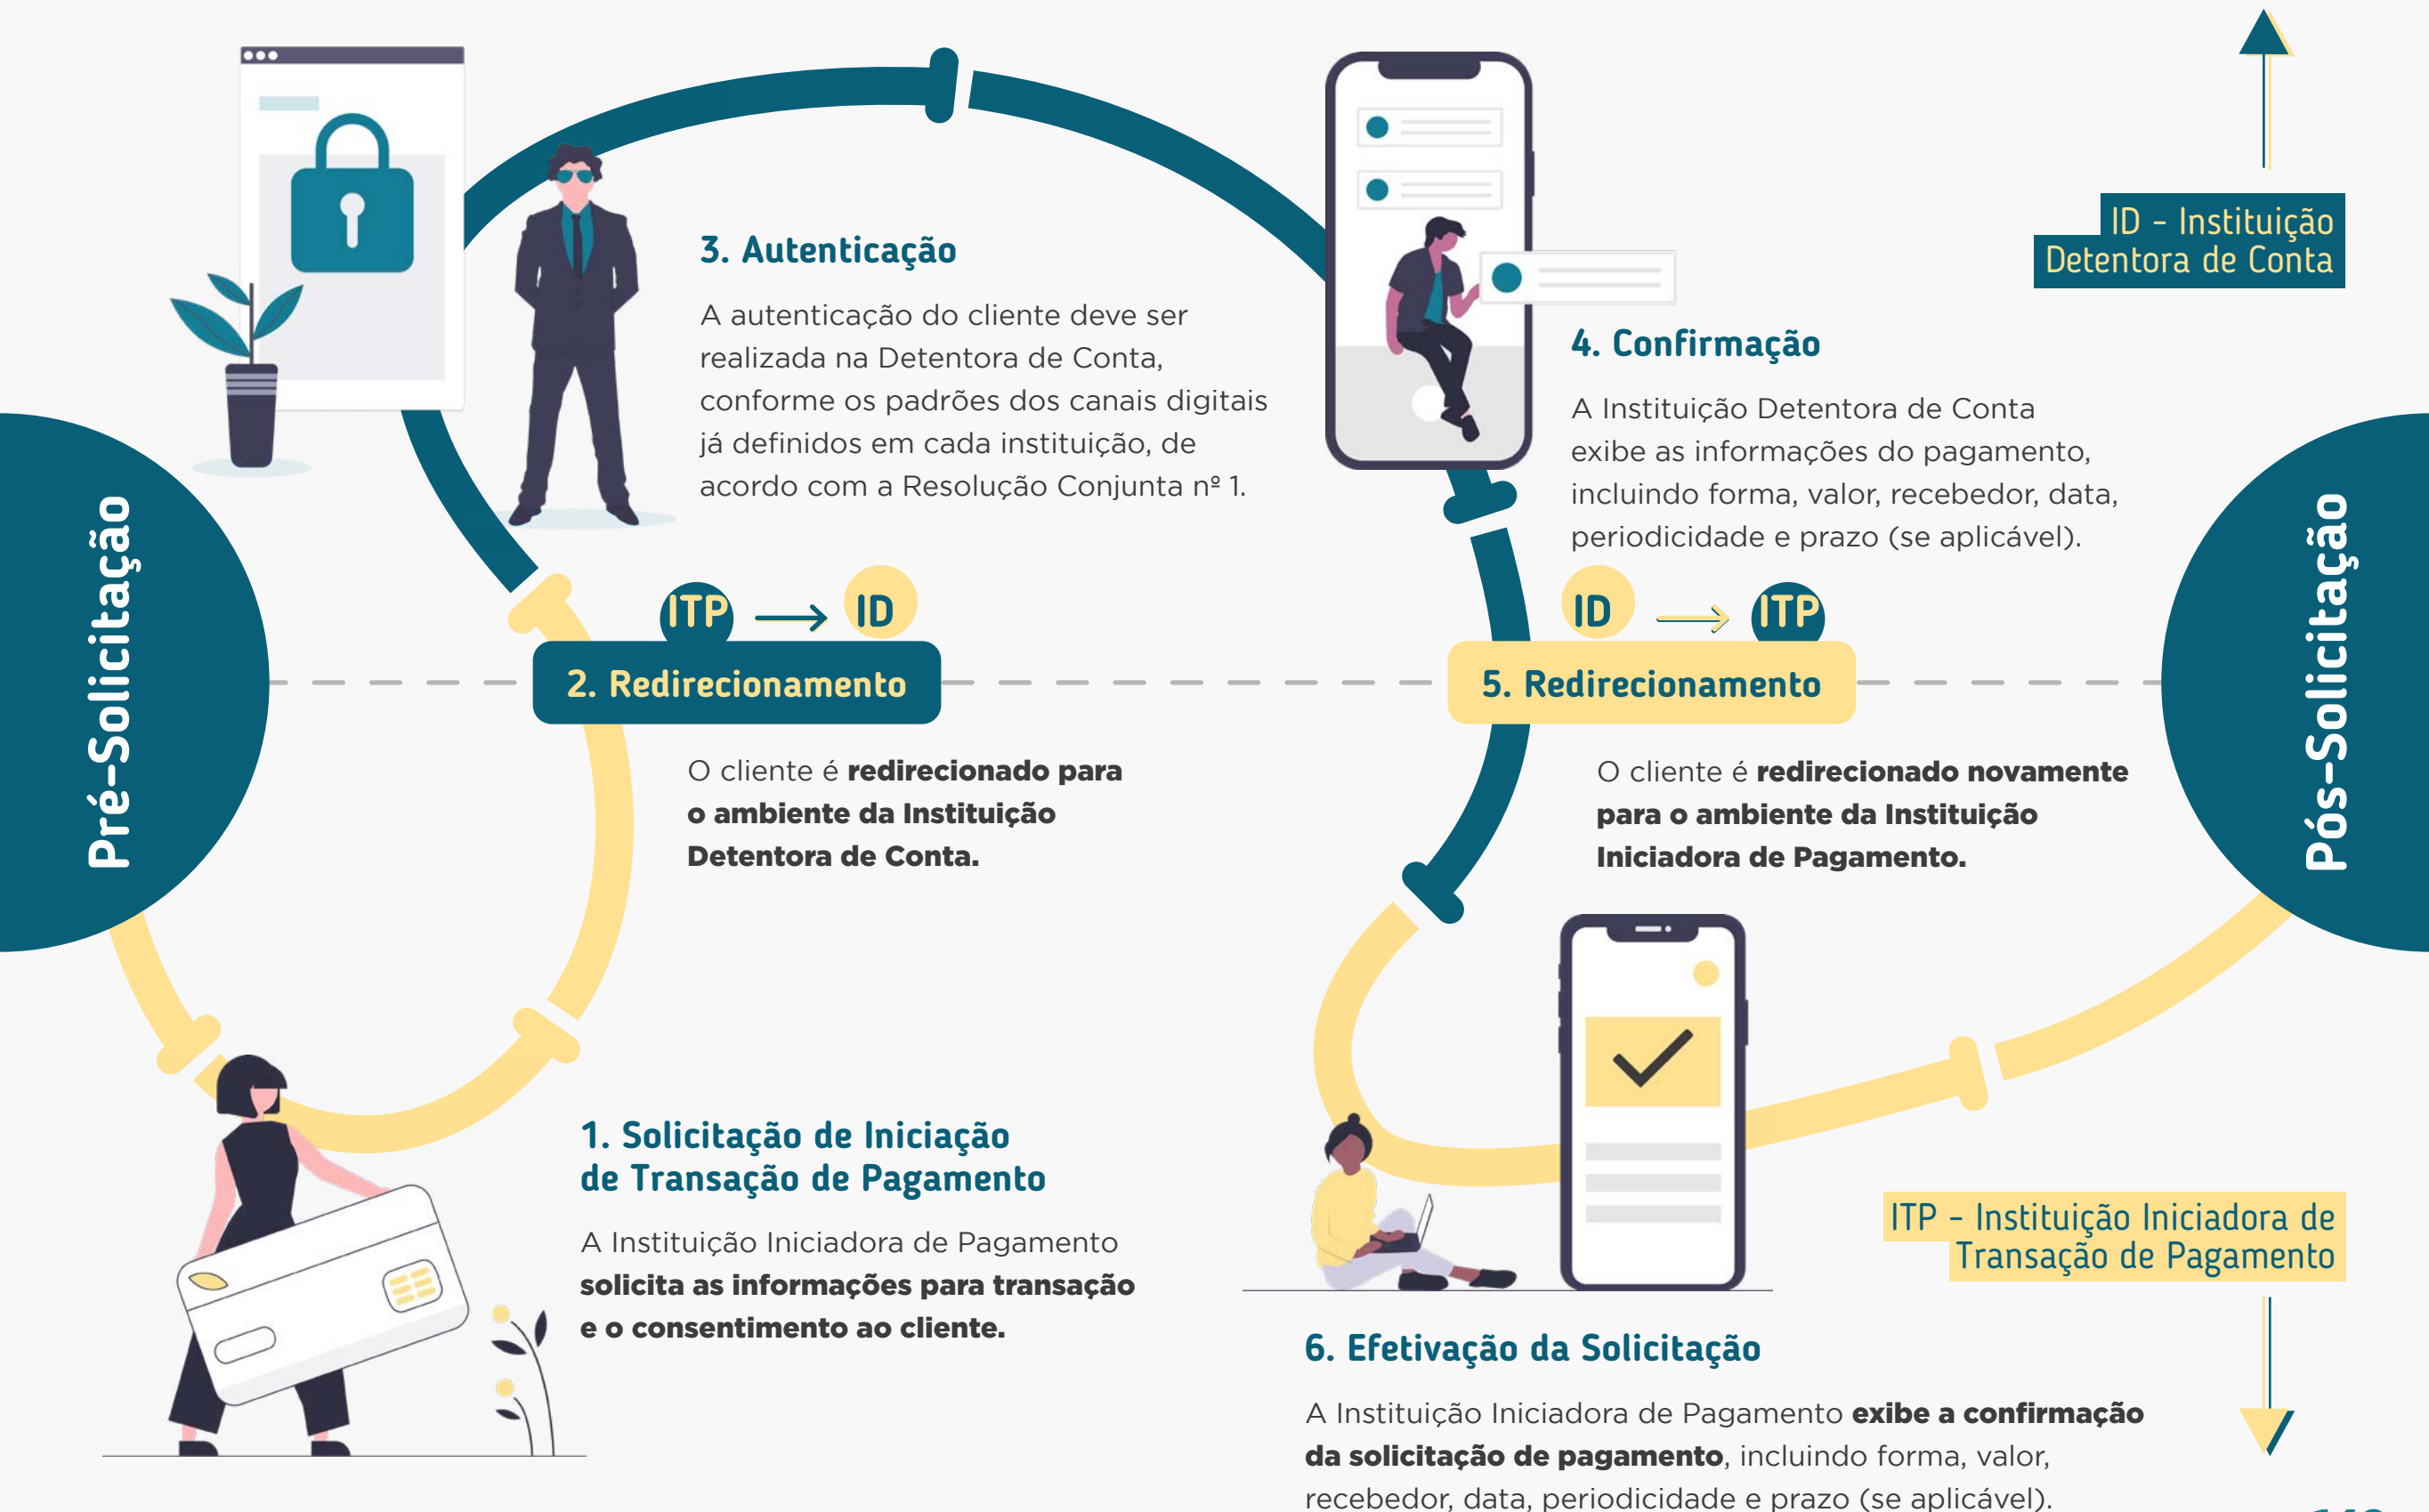 Pré-Solicitação
3. Autenticação
A autenticação do cliente deve ser
realizada na Detentora de Conta,
conforme os padrões dos canais digitais
já definidos em cada instituição, de
acordo com a Resolução Conjunta nº 1.
ID - Instituição
Detentora de Conta
4. Confirmação
A Instituição Detentora de Conta
exibe as informações do pagamento,
incluindo forma, valor, recebedor, data,
periodicidade e prazo (se aplicável).
ITP → ID
2. Redirecionamento
O cliente é redirecionado para
o ambiente da Instituição
Detentora de Conta.
ID → ITP
5. Redirecionamento
O cliente é redirecionado novamente
para o ambiente da Instituição
Iniciadora de Pagamento.
Pós-Solicitação
1. Solicitação de Iniciação
de Transação de Pagamento
A Instituição Iniciadora de Pagamento
solicita as informações para transação
e o consentimento ao cliente.
ITP - Instituição Iniciadora de
Transação de Pagamento
6. Efetivação da Solicitação
A Instituição Iniciadora de Pagamento exibe a confirmação
da solicitação de pagamento, incluindo forma, valor,
recebedor, data, periodicidade e prazo (se aplicável).